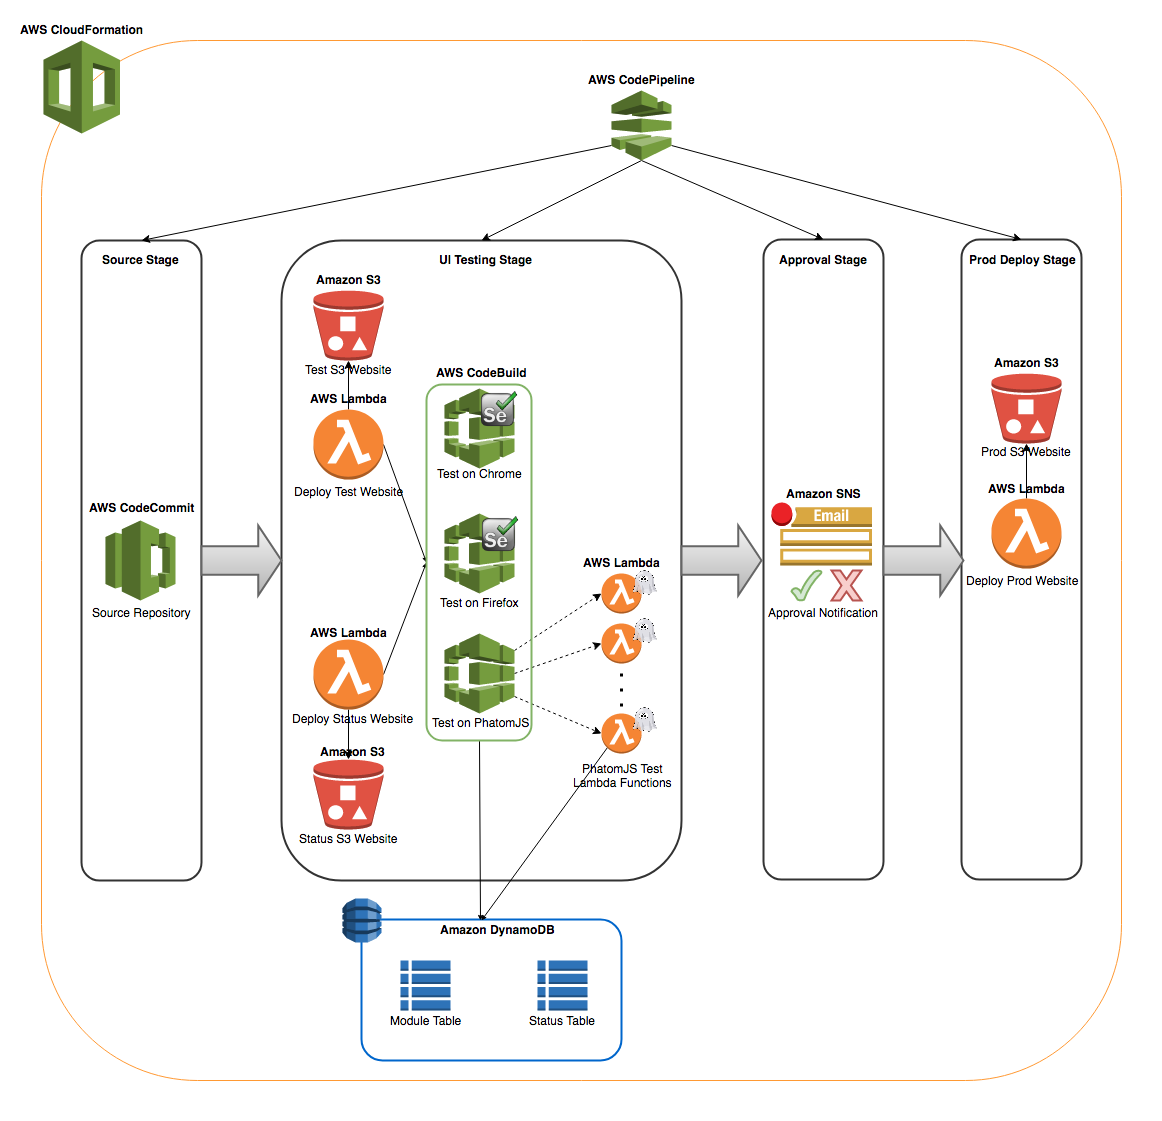 AWS CloudFormation
AWS CodePipeline
Source Stage
AWS CodeCommit
Source Repository
UI Testing Stage
Amazon S3
Test S3 Website
AWS Lambda
Deploy Test Website
AWS Lambda
Deploy Status Website
Amazon S3
Status S3 Website
AWS CodeBuild
Se
Test on Chrome
Se
Test on Firefox
Test on PhatomJS
AWS Lambda
PhatomJS Test
Lambda Functions
Approval Stage
Amazon SNS
Email
Approval Notification
Prod Deploy Stage
Amazon S3
Prod S3 Website
AWS Lambda
Deploy Prod Website
Amazon DynamoDB
Module Table
Status Table